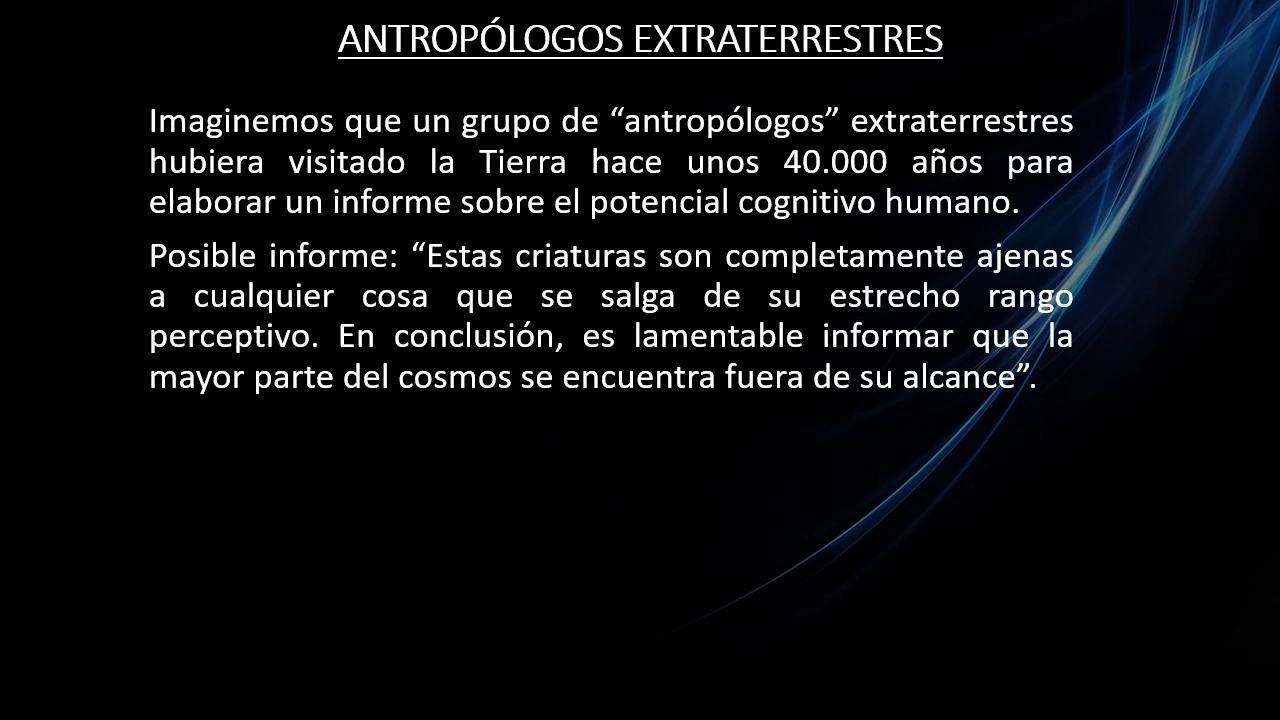 ANTROPÓLOGOS EXTRATERRESTRES
Imaginemos que un grupo de “antropólogos” extraterrestres
hubiera visitado la Tierra hace unos 40.000 años para
elaborar un informe sobre el potencial cognitivo humano.
Posible informe: “Estas criaturas son completamente ajenas
a cualquier cosa que se salga de su estrecho rango
perceptivo. En conclusión, es lamentable informar que la
mayor parte del cosmos se encuentra fuera de su alcance”.